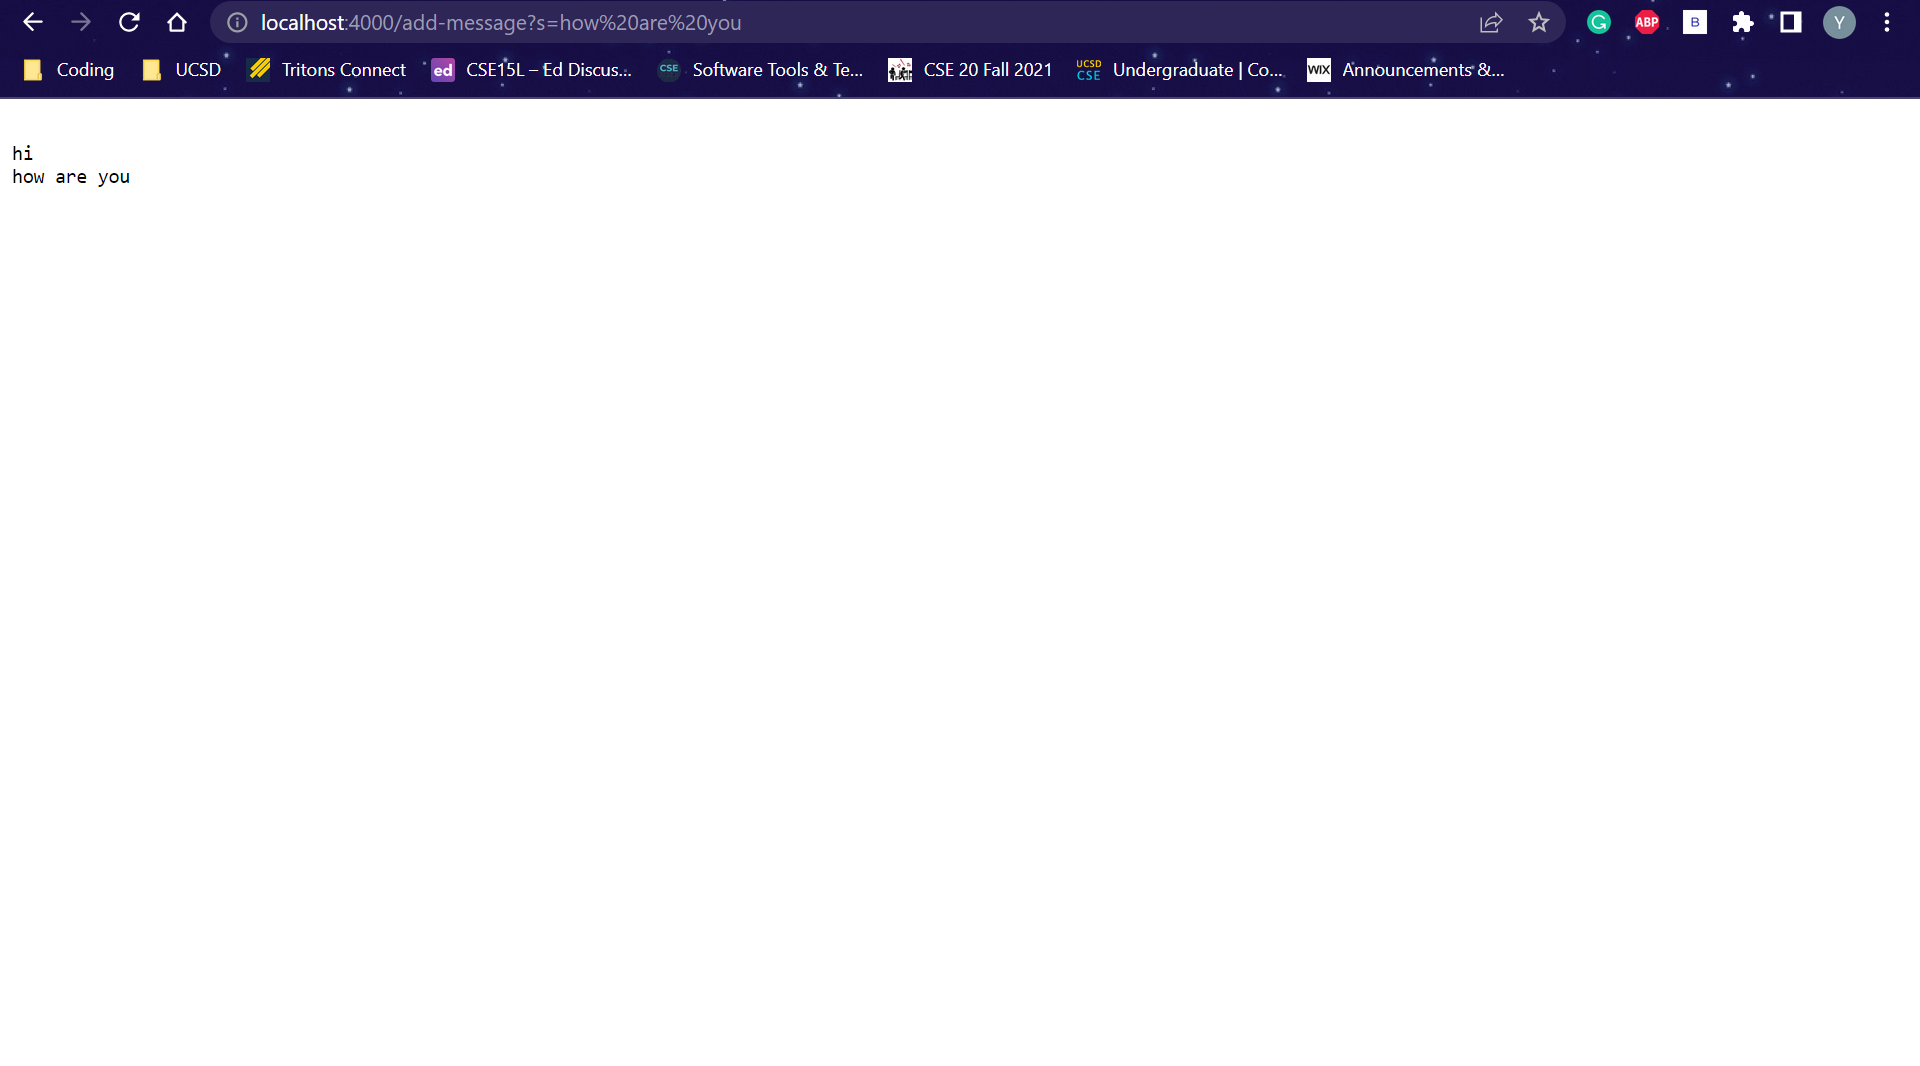 localhost:4000/add-message?s=how%20are%20you
ABP
B
Y
Coding
UCSD
Tritons Connect
ed
CSE15L – Ed Discus...
CSE
Software Tools & Te...
CSE 20 Fall 2021
UCSD
CSE
Undergraduate | Co...
WIX
Announcements &...
hi
how are you